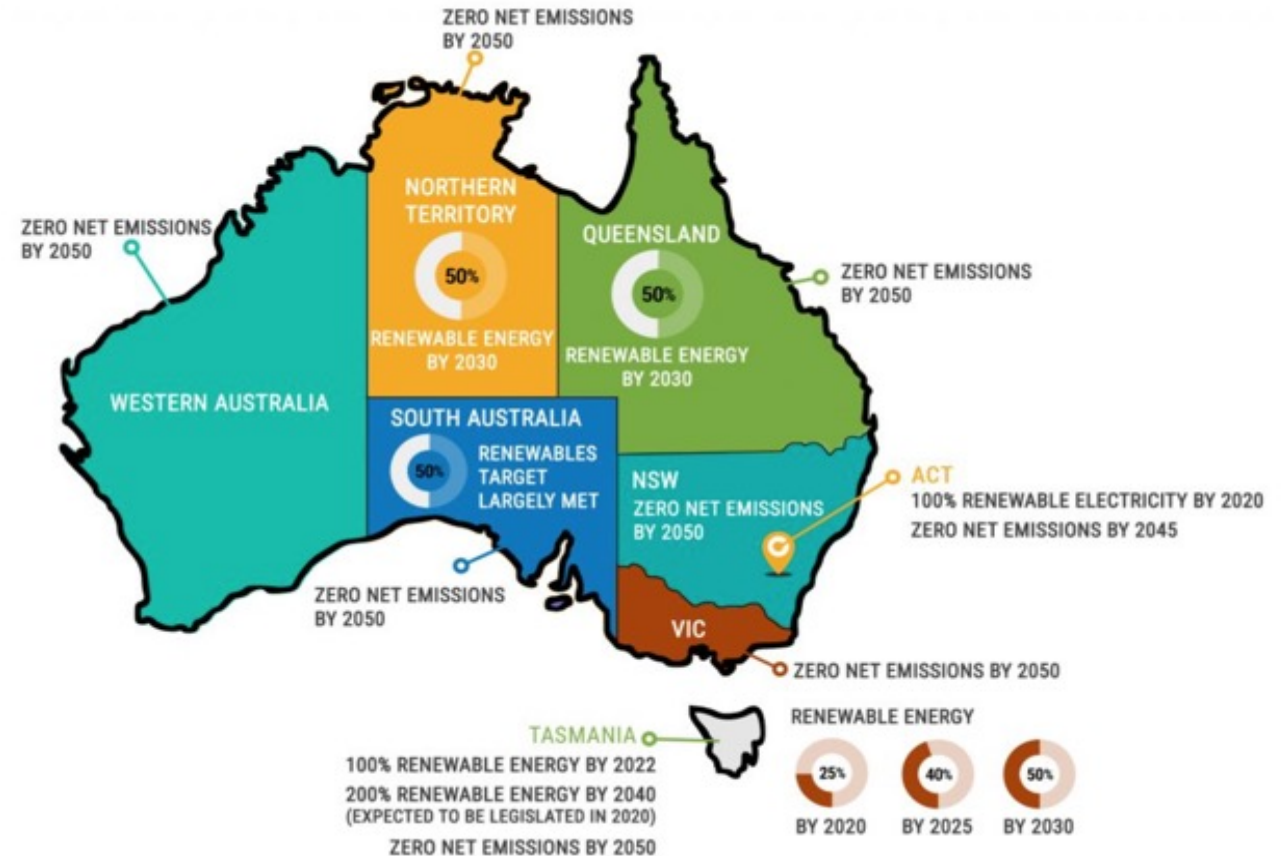 ZERO NET EMISSIONS
BY 2050
ZERO NET EMISSIONS
BY 2050
NORTHERN
TERRITORY
50%
RENEWABLE ENERGY
BY 2030
QUEENSLAND
50%
RENEWABLE ENERGY
BY 2030
ZERO NET EMISSIONS
BY 2050
WESTERN AUSTRALIA
SOUTH AUSTRALIA
50%
RENEWABLES
TARGET
LARGELY MET
NSW
ZERO NET EMISSIONS
BY 2050
ACT
100% RENEWABLE ELECTRICITY BY 2020
ZERO NET EMISSIONS BY 2045
ZERO NET EMISSIONS
BY 2050
VIC
ZERO NET EMISSIONS BY 2050
RENEWABLE ENERGY
25%
BY 2020
40%
BY 2025
50%
BY 2030
TASMANIA
100% RENEWABLE ENERGY BY 2022
200% RENEWABLE ENERGY BY 2040
(EXPECTED TO BE LEGISLATED IN 2020)
ZERO NET EMISSIONS BY 2050